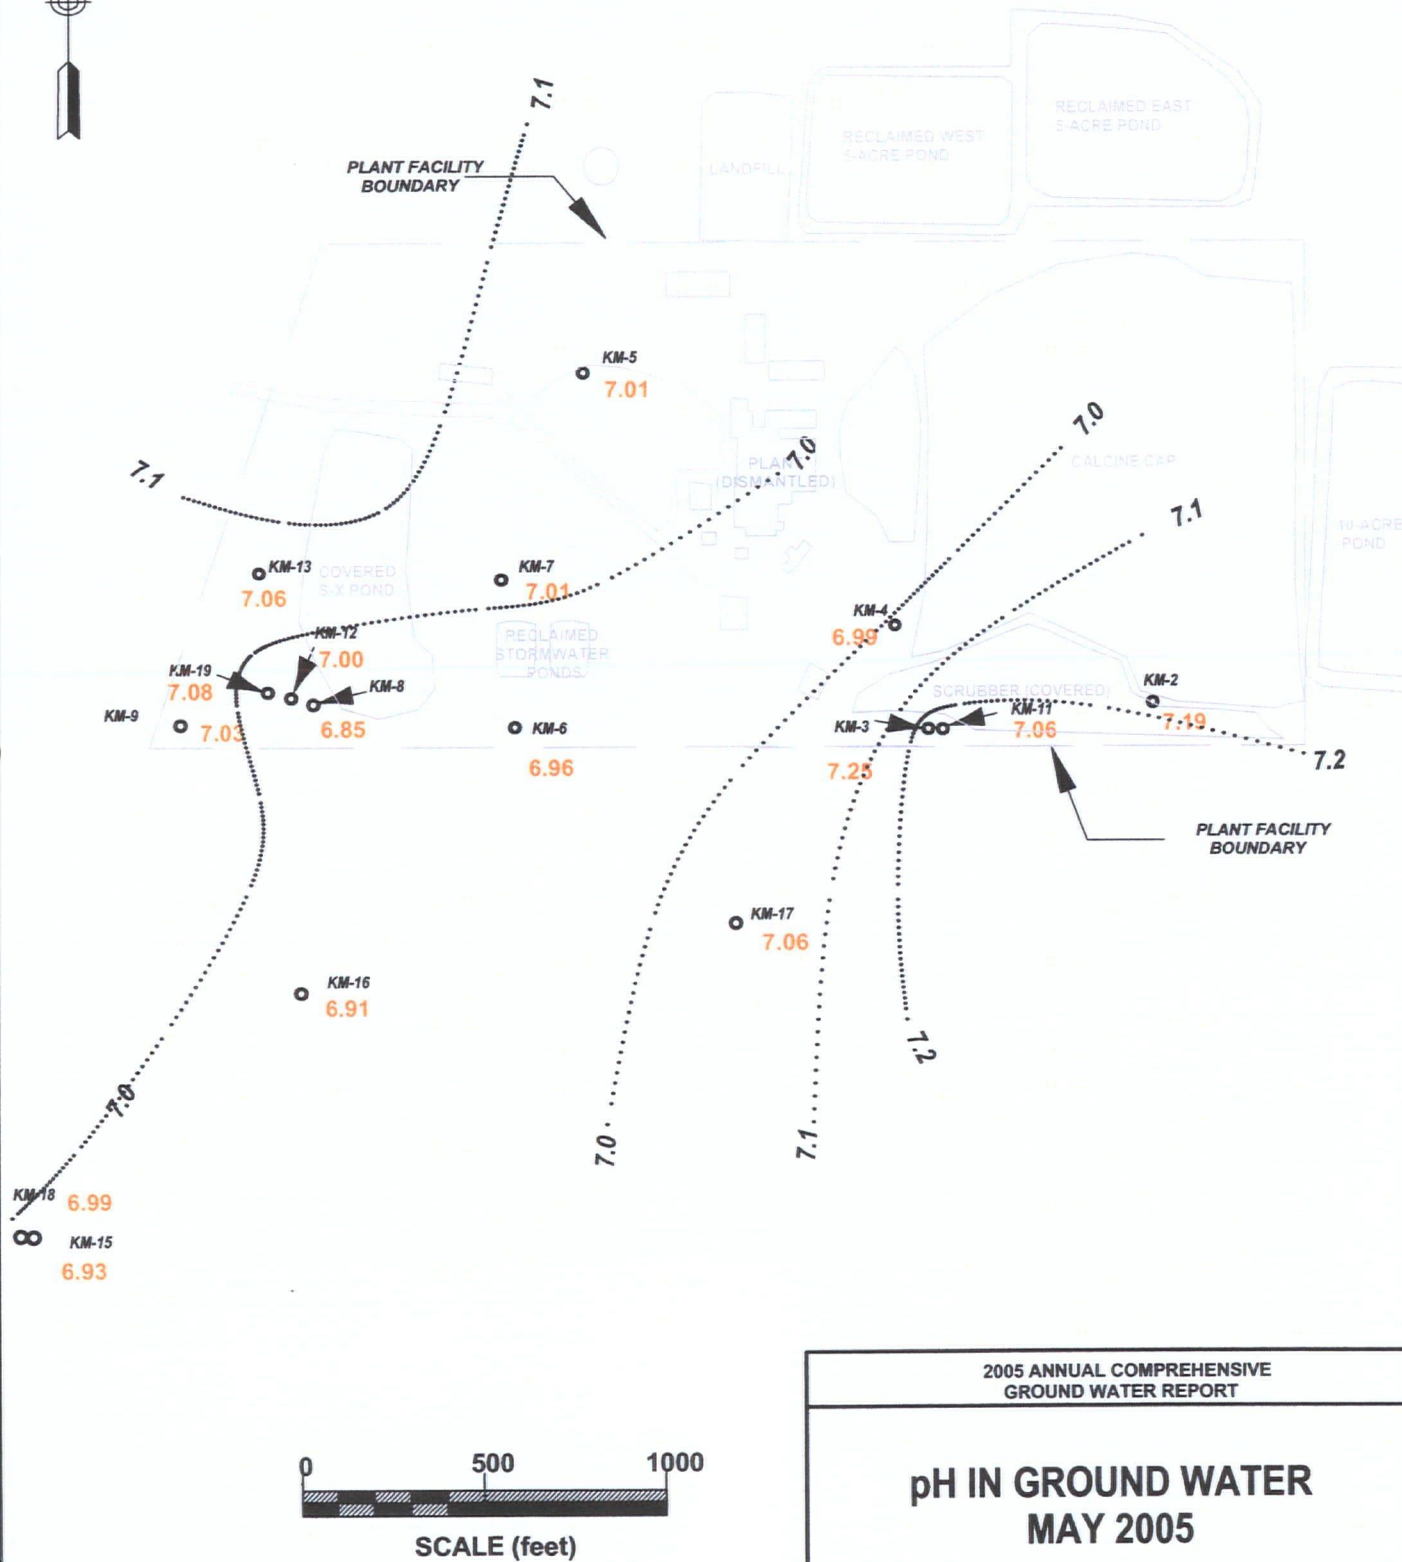 7.1
PLANT FACILITY
BOUNDARY
RECLAIMED EAST
5-ACRE POND
RECLAIMED WEST
5-ACRE POND
LANDFILL
KM-5
7.01
7.0
7.0
7.1
PLANT
(DISMANTLED)
CALCINE CAP
7.1
10-ACRE
POND
KM-13
7.06
COVERED
S-X POND
KM-7
7.01
KM-4
6.99
KM-12
7.00
RECLAIMED
STORMWATER
PONDS
KM-19
7.08
KM-8
6.85
KM-9
7.03
KM-6
6.96
SCRUBBER (COVERED)
KM-2
7.19
KM-3
7.25
KM-11
7.06
7.2
PLANT FACILITY
BOUNDARY
KM-17
7.06
KM-16
6.91
7.2
7.0
7.0
7.1
KM-18
6.99
KM-15
6.93
2005 ANNUAL COMPREHENSIVE
GROUND WATER REPORT
pH IN GROUND WATER
MAY 2005
0 500 1000
SCALE (feet)